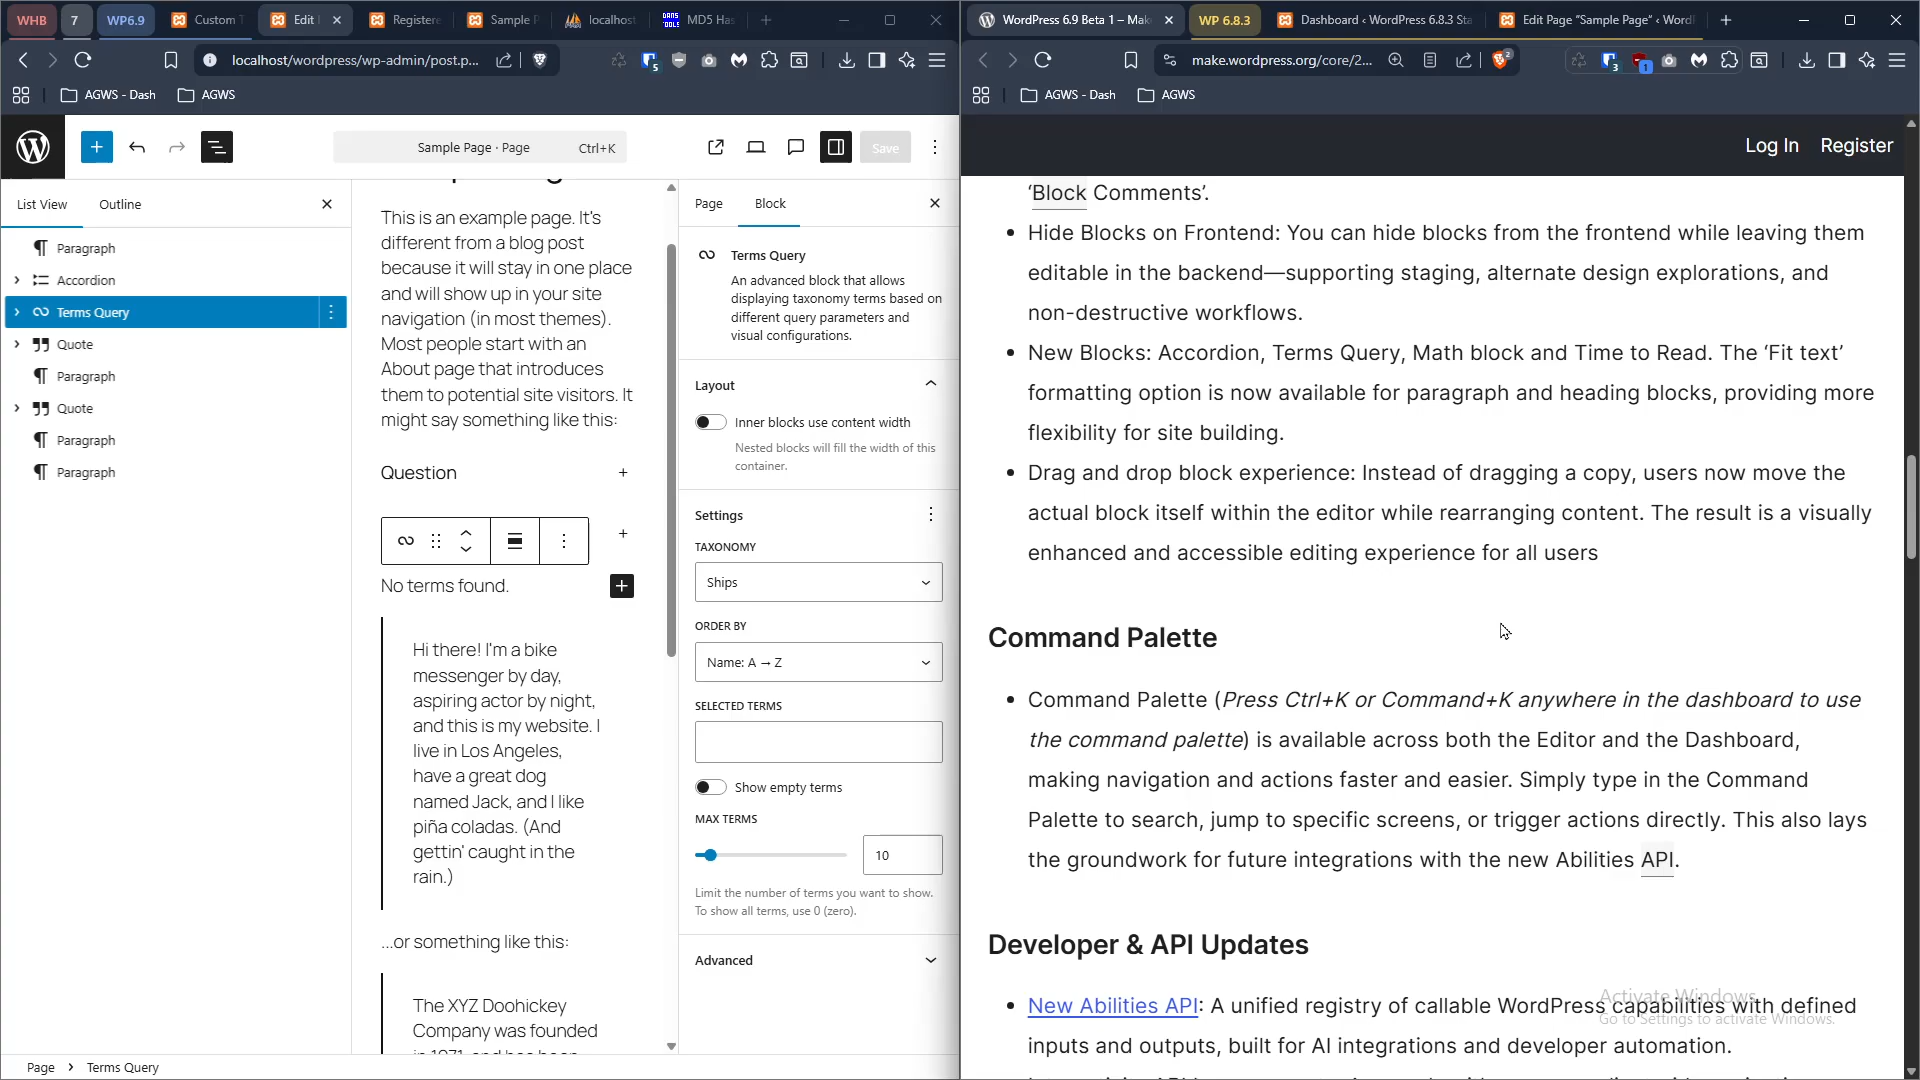 WHB
7
WP6.9
Custom T
Edit
Registere
Sample P
localhost
MD5 Has
localhost/wordpress/wp-admin/post.p...
5
AGWS - Dash
AGWS
Sample Page · Page
Ctrl+K
Save
List View
Outline
Paragraph
Accordion
Terms Query
Quote
Paragraph
Quote
Paragraph
Paragraph
This is an example page. It's
different from a blog post
because it will stay in one place
and will show up in your site
navigation (in most themes).
Most people start with an
About page that introduces
them to potential site visitors. It
might say something like this:
Question
No terms found.
Hi there! I'm a bike
messenger by day,
aspiring actor by night,
and this is my website. I
live in Los Angeles,
have a great dog
named Jack, and I like
piña coladas. (And
gettin' caught in the
rain.)
...or something like this:
The XYZ Doohickey
Company was founded
Page
Block
Terms Query
An advanced block that allows
displaying taxonomy terms based on
different query parameters and
visual configurations.
Layout
Inner blocks use content width
Nested blocks will fill the width of this
container.
Settings
TAXONOMY
Ships
ORDER BY
Name: A → Z
SELECTED TERMS
Show empty terms
MAX TERMS
10
Limit the number of terms you want to show.
To show all terms, use 0 (zero).
Advanced
Page
Terms Query
WordPress 6.9 Beta 1 – Mak
WP 6.8.3
Dashboard ‹ WordPress 6.8.3 Sta
Edit Page “Sample Page” ‹ Word
make.wordpress.org/core/2...
2
3
1
AGWS - Dash
AGWS
Log In
Register
‘Block Comments’.
Hide Blocks on Frontend: You can hide blocks from the frontend while leaving them
editable in the backend—supporting staging, alternate design explorations, and
non-destructive workflows.
New Blocks: Accordion, Terms Query, Math block and Time to Read. The ‘Fit text’
formatting option is now available for paragraph and heading blocks, providing more
flexibility for site building.
Drag and drop block experience: Instead of dragging a copy, users now move the
actual block itself within the editor while rearranging content. The result is a visually
enhanced and accessible editing experience for all users
Command Palette
Command Palette (Press Ctrl+K or Command+K anywhere in the dashboard to use
the command palette) is available across both the Editor and the Dashboard,
making navigation and actions faster and easier. Simply type in the Command
Palette to search, jump to specific screens, or trigger actions directly. This also lays
the groundwork for future integrations with the new Abilities API.
Developer & API Updates
New Abilities API: A unified registry of callable WordPress capabilities with defined
inputs and outputs, built for AI integrations and developer automation.
Activate Windows
Go to Settings to activate Windows.